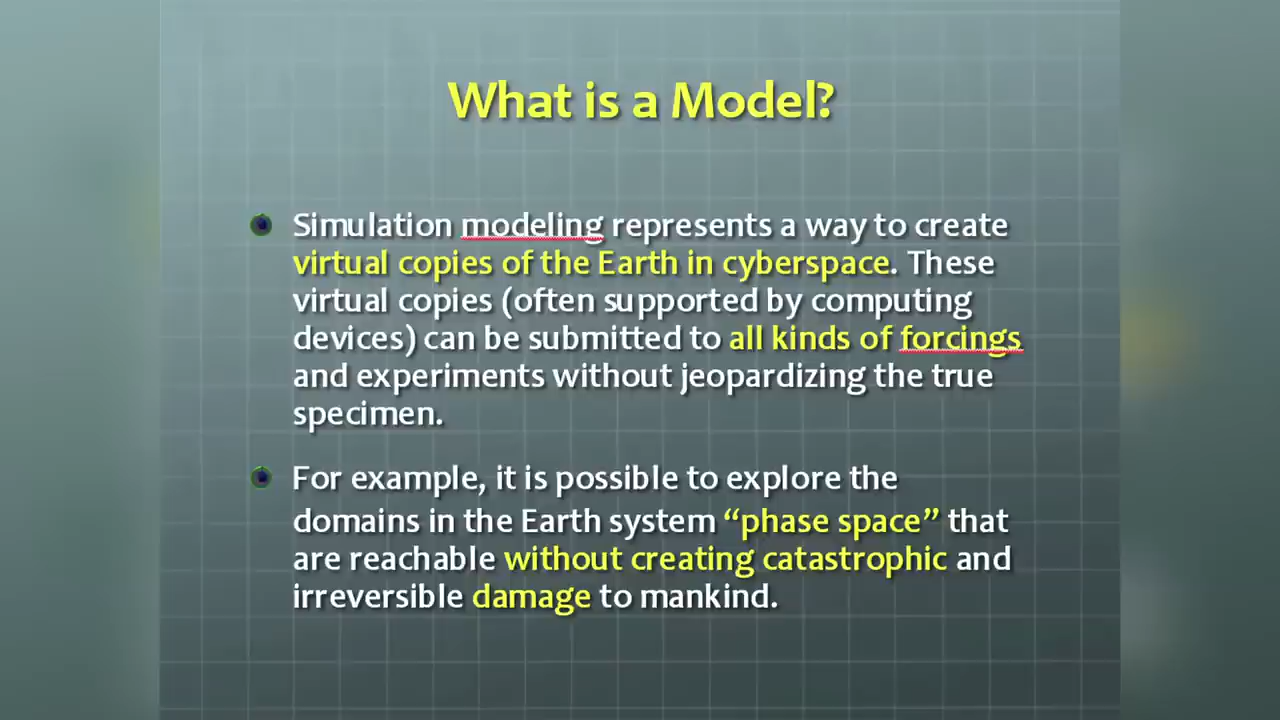 What is a Model?
Simulation modeling represents a way to create
virtual copies of the Earth in cyberspace. These
virtual copies (often supported by computing
devices) can be submitted to all kinds of forcings
and experiments without jeopardizing the true
specimen.
For example, it is possible to explore the
domains in the Earth system “phase space” that
are reachable without creating catastrophic and
irreversible damage to mankind.